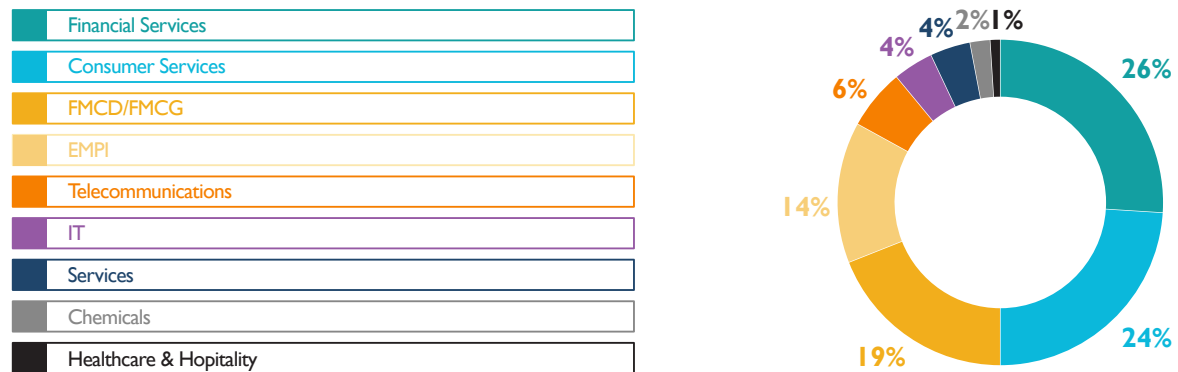 Financial Services
Consumer Services
FMCD/FMCG
EMPI
Telecommunications
IT
Services
Chemicals
Healthcare & Hopitality
26%
24%
19%
14%
6%
4%
4%
2%
1%